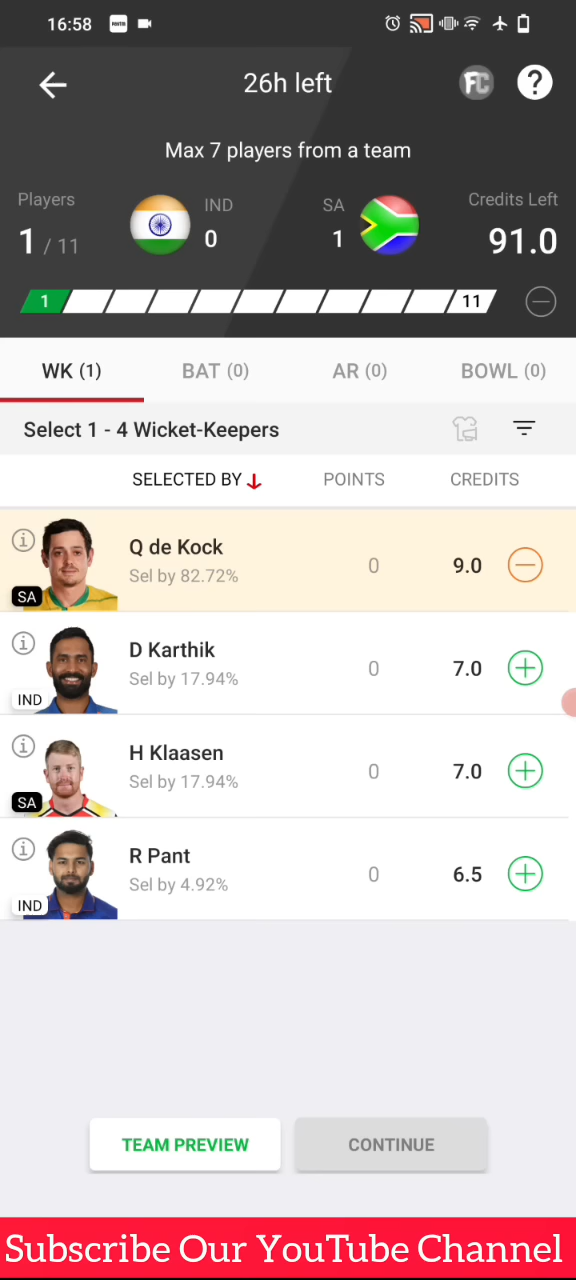 16:58
26h left
FC
?
Max 7 players from a team
Players
IND
SA
Credits Left
1 / 11
0
1
91.0
1
11
WK (1)
BAT (0)
AR (0)
BOWL (0)
Select 1 - 4 Wicket-Keepers
SELECTED BY
POINTS
CREDITS
i
Q de Kock
Sel by 82.72%
0
9.0
SA
i
D Karthik
Sel by 17.94%
0
7.0
IND
i
H Klaasen
Sel by 17.94%
0
7.0
SA
i
R Pant
Sel by 4.92%
0
6.5
IND
TEAM PREVIEW
CONTINUE
Subscribe Our YouTube Channel